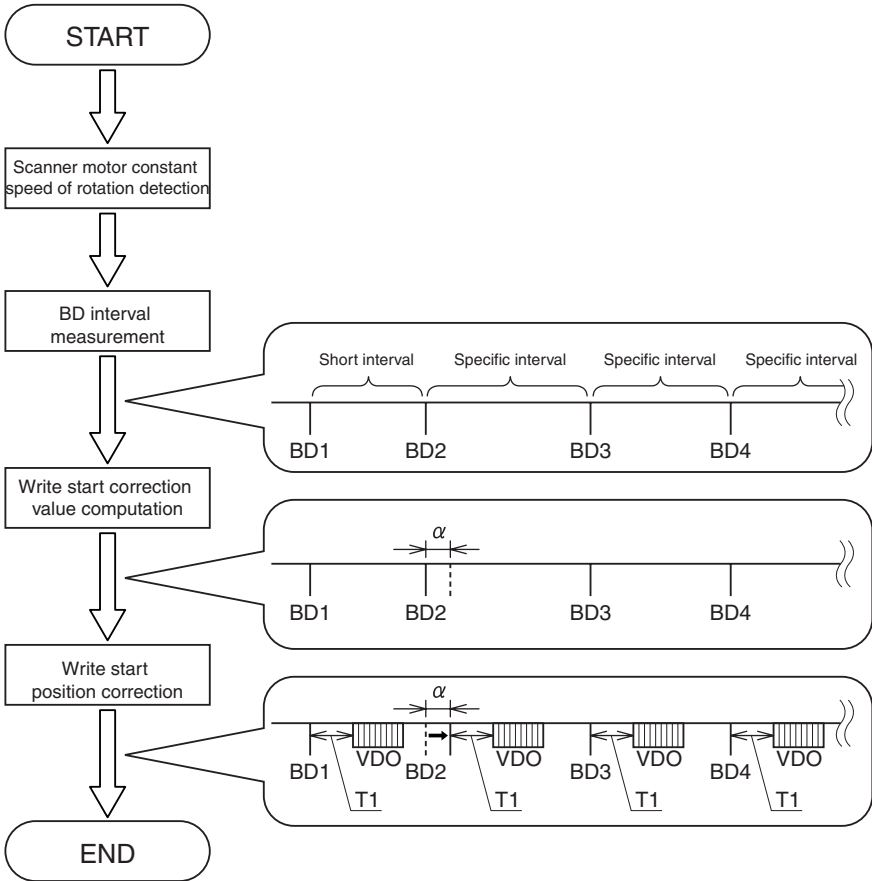 START
Scanner motor constant
speed of rotation detection
BD interval
measurement
Short interval Specific interval Specific interval Specific interval
BD1 BD2 BD3 BD4
Write start correction
value computation
α
BD1 BD2 BD3 BD4
Write start
position correction
α
BD1 VDO BD2 VDO BD3 VDO BD4 VDO
T1 T1 T1 T1
END